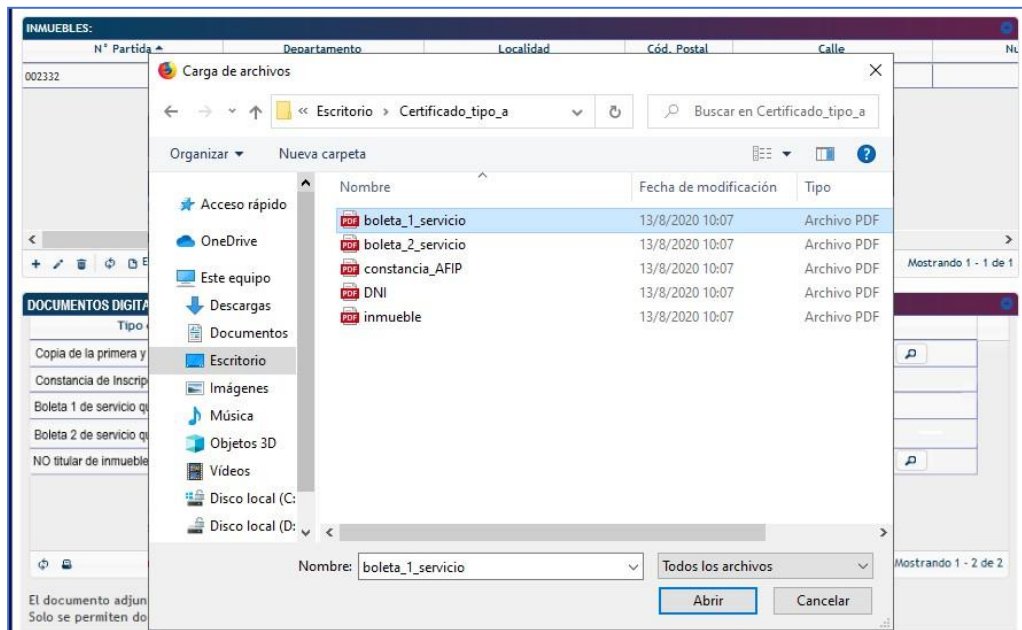 INMUEBLES:
N° Partida Departamento Localidad Cód. Postal Calle
002332
Mostrando 1 - 1 de 1
Carga de archivos
« Escritorio › Certificado_tipo_a Buscar en Certificado_tipo_a
Organizar Nueva carpeta
Nombre Fecha de modificación Tipo
boleta_1_servicio 13/8/2020 10:07 Archivo PDF
boleta_2_servicio 13/8/2020 10:07 Archivo PDF
constancia_AFIP 13/8/2020 10:07 Archivo PDF
DNI 13/8/2020 10:07 Archivo PDF
inmueble 13/8/2020 10:07 Archivo PDF
Acceso rápido
OneDrive
Este equipo
Descargas
Documentos
Escritorio
Imágenes
Música
Objetos 3D
Vídeos
Disco local (C:
Disco local (D:
Nombre: boleta_1_servicio Todos los archivos
Abrir Cancelar
DOCUMENTOS DIGITA
Tipo
Copia de la primera y
Constancia de Inscrip
Boleta 1 de servicio qu
Boleta 2 de servicio qu
NO titular de inmueble
Mostrando 1 - 2 de 2
El documento adjun
Solo se permiten do